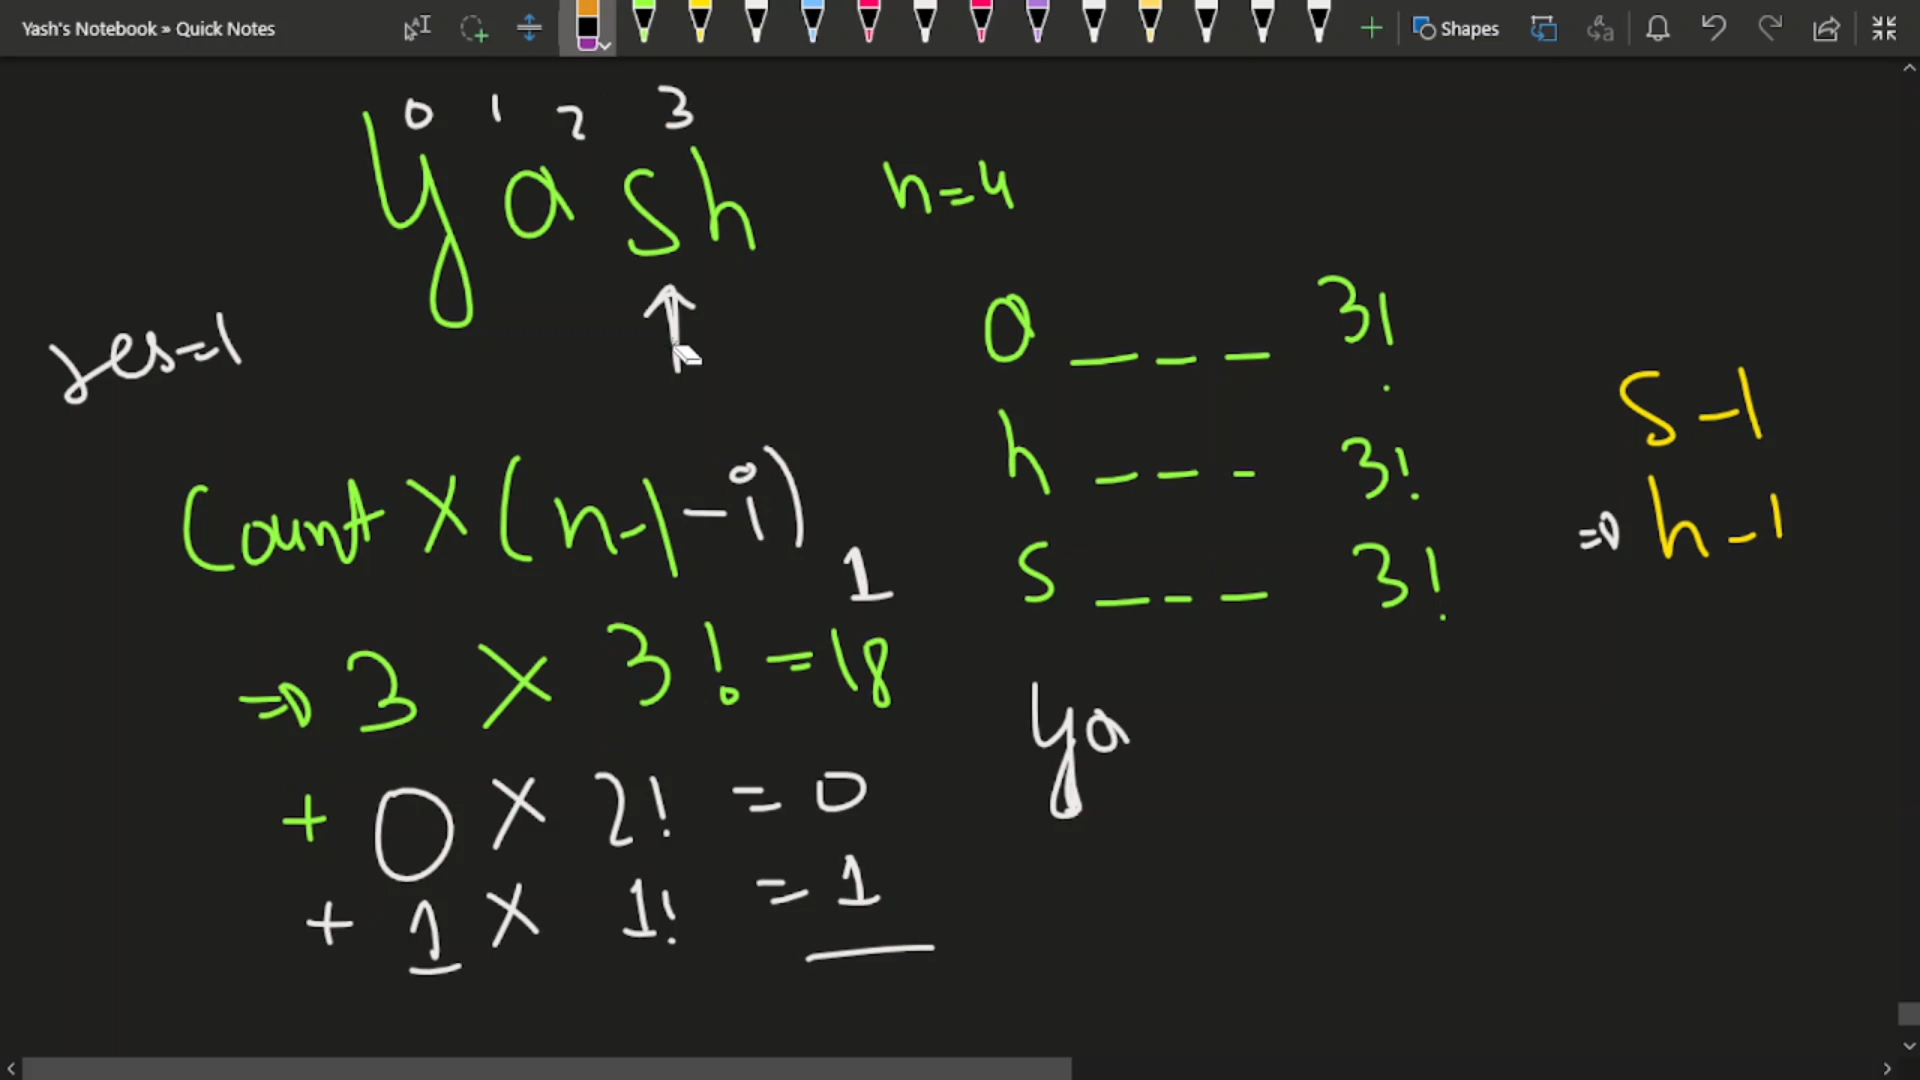 Yash's Notebook » Quick Notes
Shapes
0 1 2 3
Yash
n=4
res=1
a _ _ _ 3!
h _ _ _ 3!
s _ _ _ 3!
s-1
⇒ h-1
Count X (n-1-i)
1
⇒ 3 X 3! = 18
+ 0 X 2! = 0
+ 1 X 1! = 1
Ya